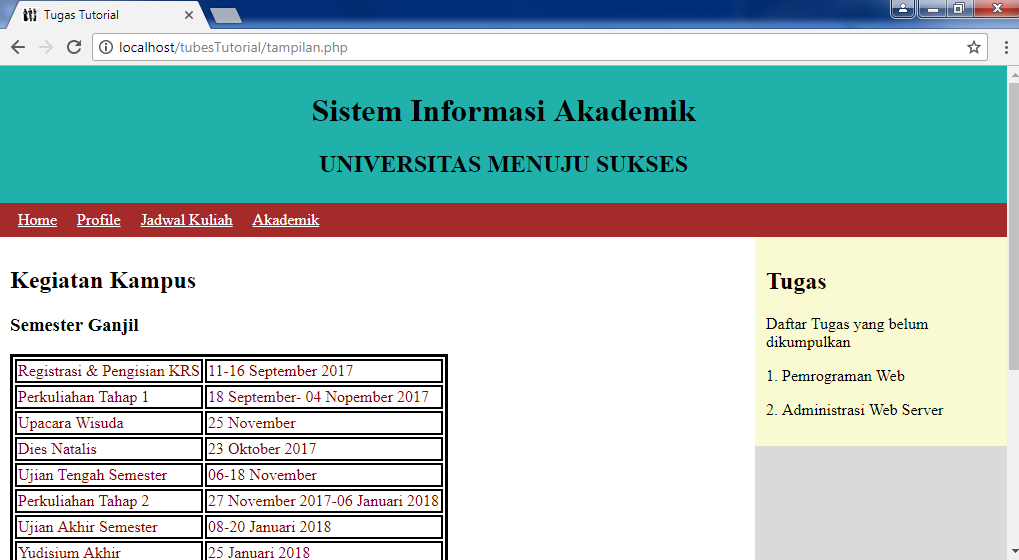 Tugas Tutorial
localhost/tubesTutorial/tampilan.php
Sistem Informasi Akademik
UNIVERSITAS MENUJU SUKSES
Home Profile Jadwal Kuliah Akademik
Kegiatan Kampus
Semester Ganjil
Registrasi & Pengisian KRS 11-16 September 2017
Perkuliahan Tahap 1 18 September- 04 Nopember 2017
Upacara Wisuda 25 November
Dies Natalis 23 Oktober 2017
Ujian Tengah Semester 06-18 November
Perkuliahan Tahap 2 27 November 2017-06 Januari 2018
Ujian Akhir Semester 08-20 Januari 2018
Yudisium Akhir 25 Januari 2018
Tugas
Daftar Tugas yang belum
dikumpulkan
1. Pemrograman Web
2. Administrasi Web Server